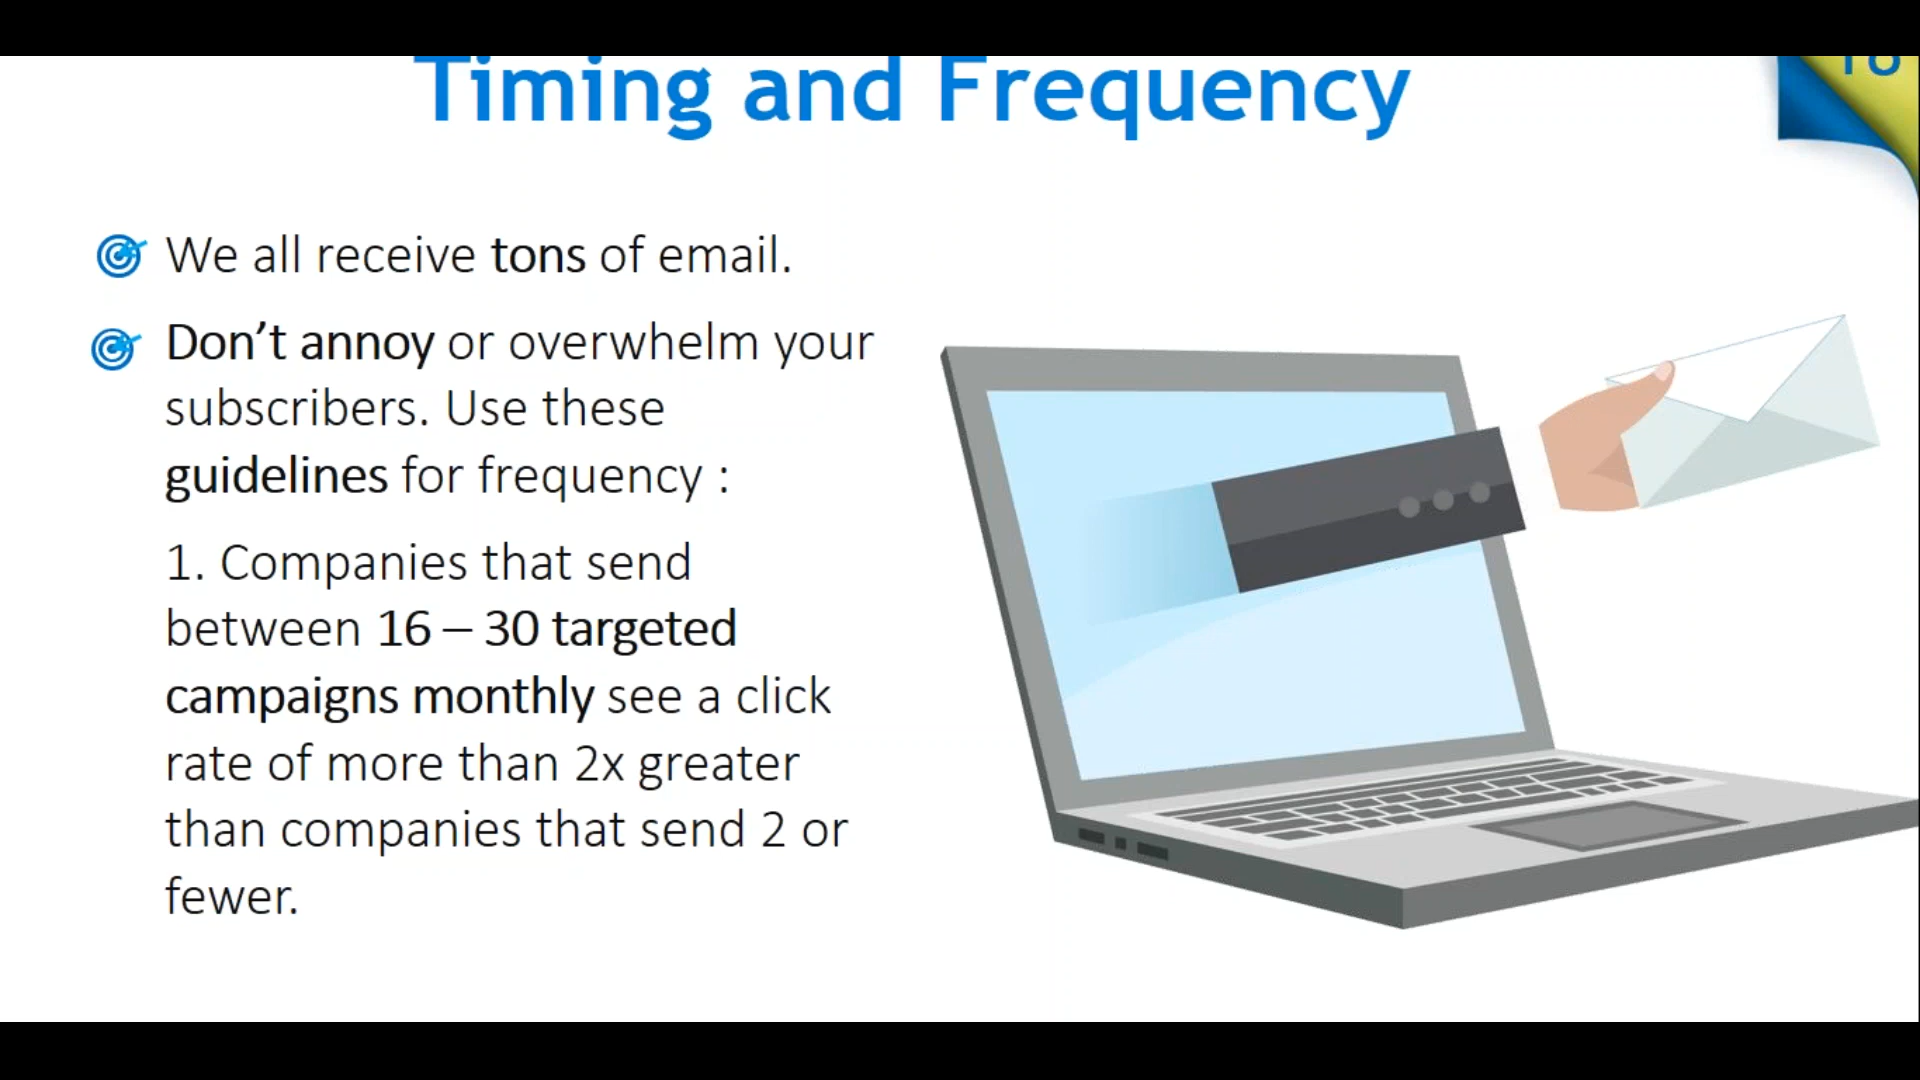 Timing and Frequency
We all receive tons of email.
Don’t annoy or overwhelm your
subscribers. Use these
guidelines for frequency :
1. Companies that send
between 16 – 30 targeted
campaigns monthly see a click
rate of more than 2x greater
than companies that send 2 or
fewer.